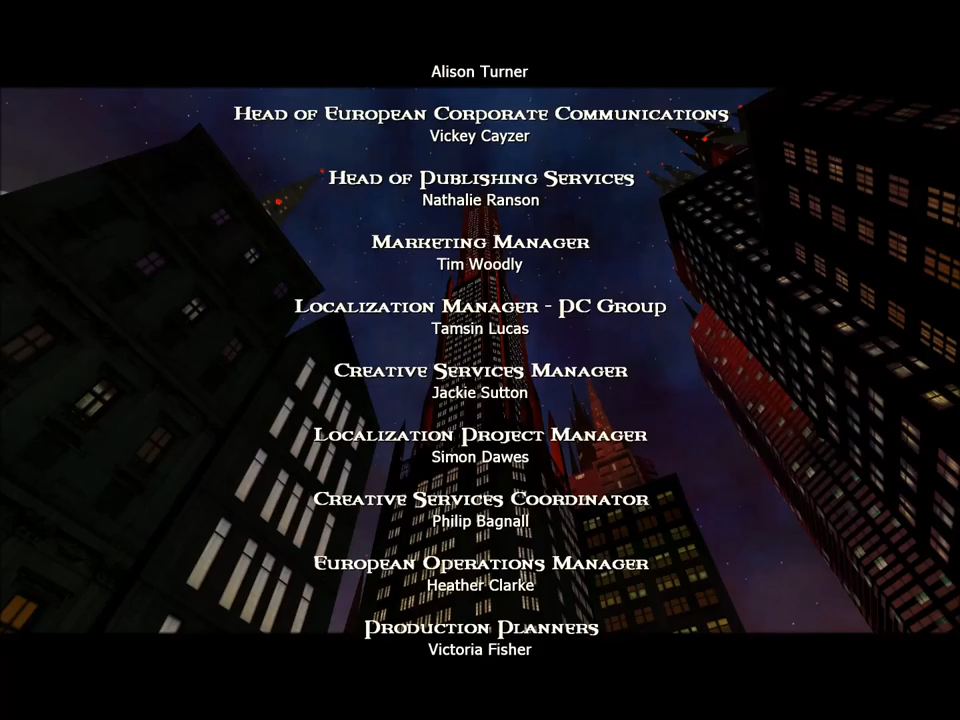 Alison Turner
Head of European Corporate Communications
Vickey Cayzer
Head of Publishing Services
Nathalie Ranson
Marketing Manager
Tim Woodly
Localization Manager - PC Group
Tamsin Lucas
Creative Services Manager
Jackie Sutton
Localization Project Manager
Simon Dawes
Creative Services Coordinator
Philip Bagnall
European Operations Manager
Heather Clarke
Production Planners
Victoria Fisher